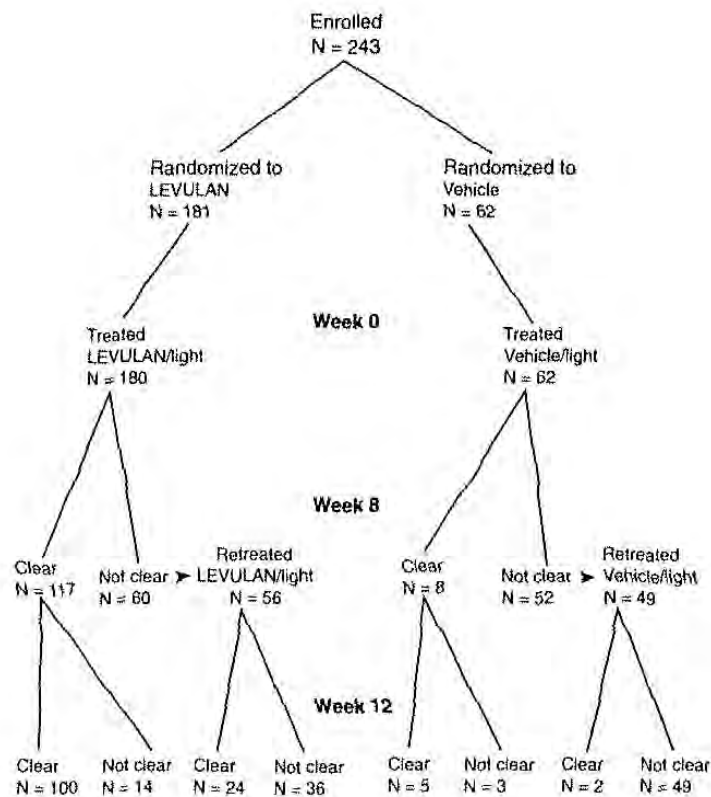 Enrolled
N = 243
Randomized to
LEVULAN
N = 181
Randomized to
Vehicle
N = 62
Week 0
Treated
LEVULAN/light
N = 180
Treated
Vehicle/light
N = 62
Week 8
Clear
N = 117
Not clear
N = 60
Retreated
LEVULAN/light
N = 56
Clear
N = 8
Not clear
N = 52
Retreated
Vehicle/light
N = 49
Week 12
Clear
N = 100
Not clear
N = 14
Clear
N = 24
Not clear
N = 36
Clear
N = 5
Not clear
N = 3
Clear
N = 2
Not clear
N = 49